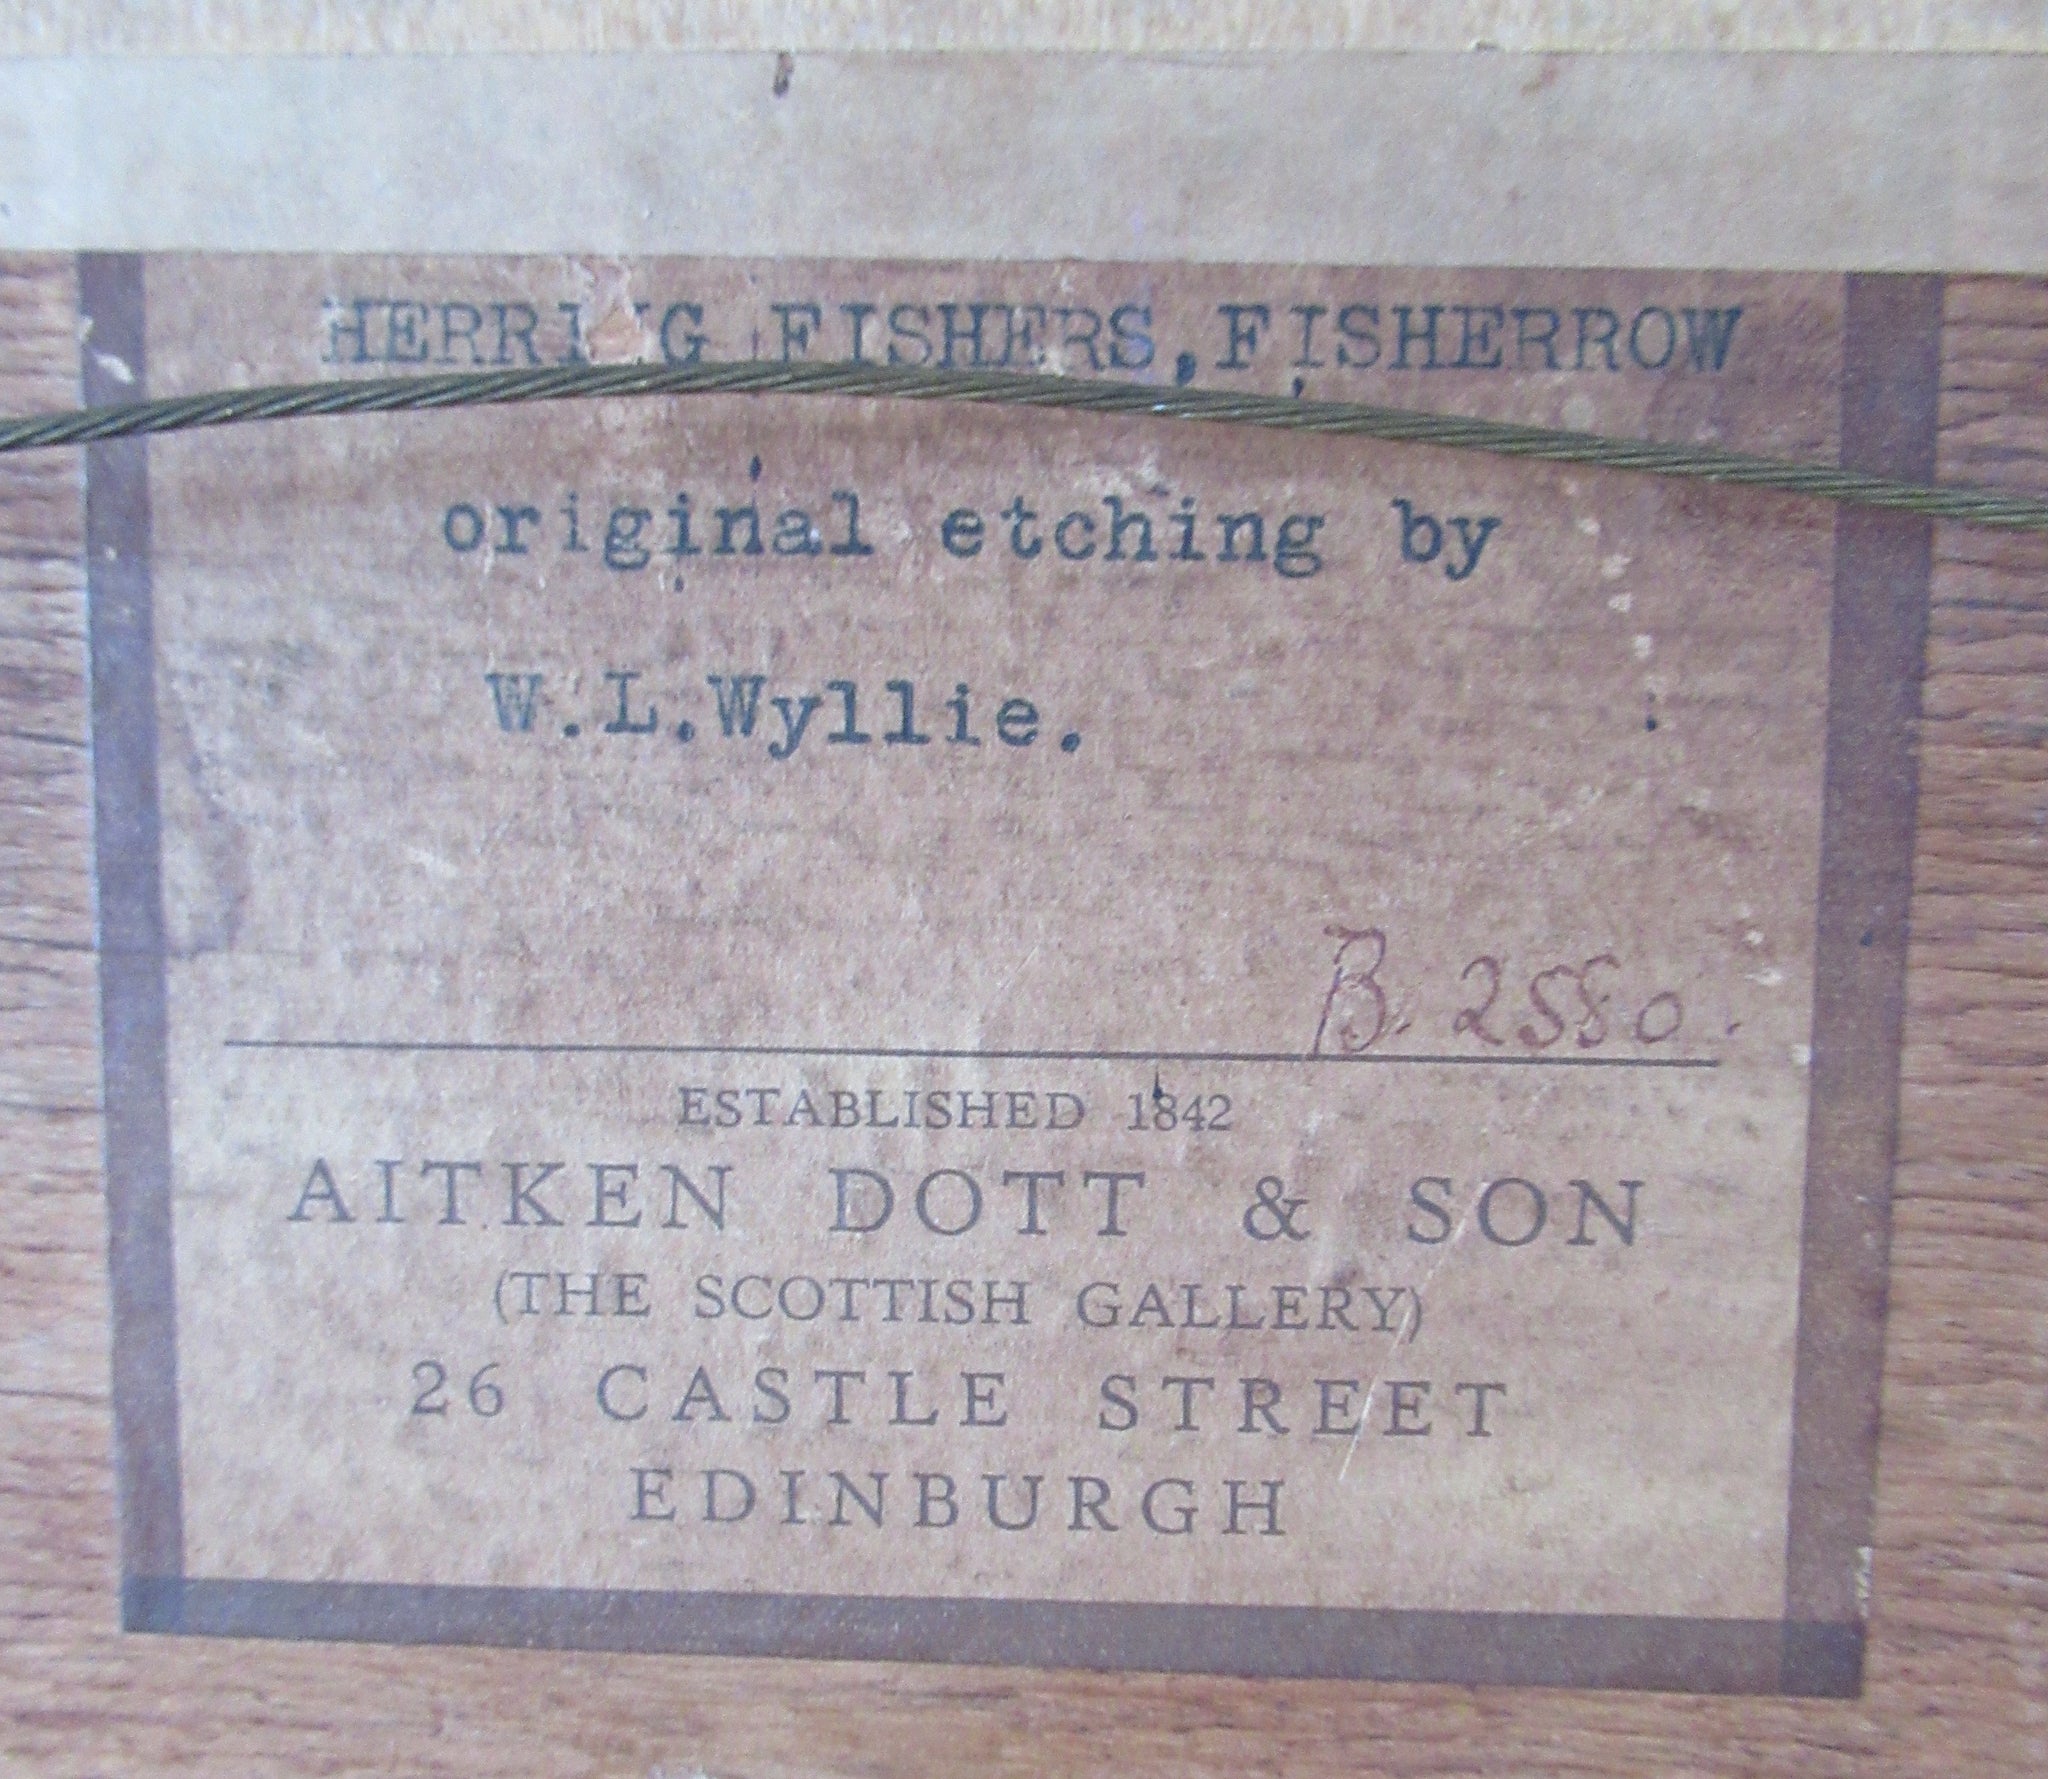 HERRING FISHERS,FISHERROW
original etching by
W.L.Wyllie.
B. 2580.
ESTABLISHED 1842
AITKEN DOTT & SON
(THE SCOTTISH GALLERY)
26 CASTLE STREET
EDINBURGH